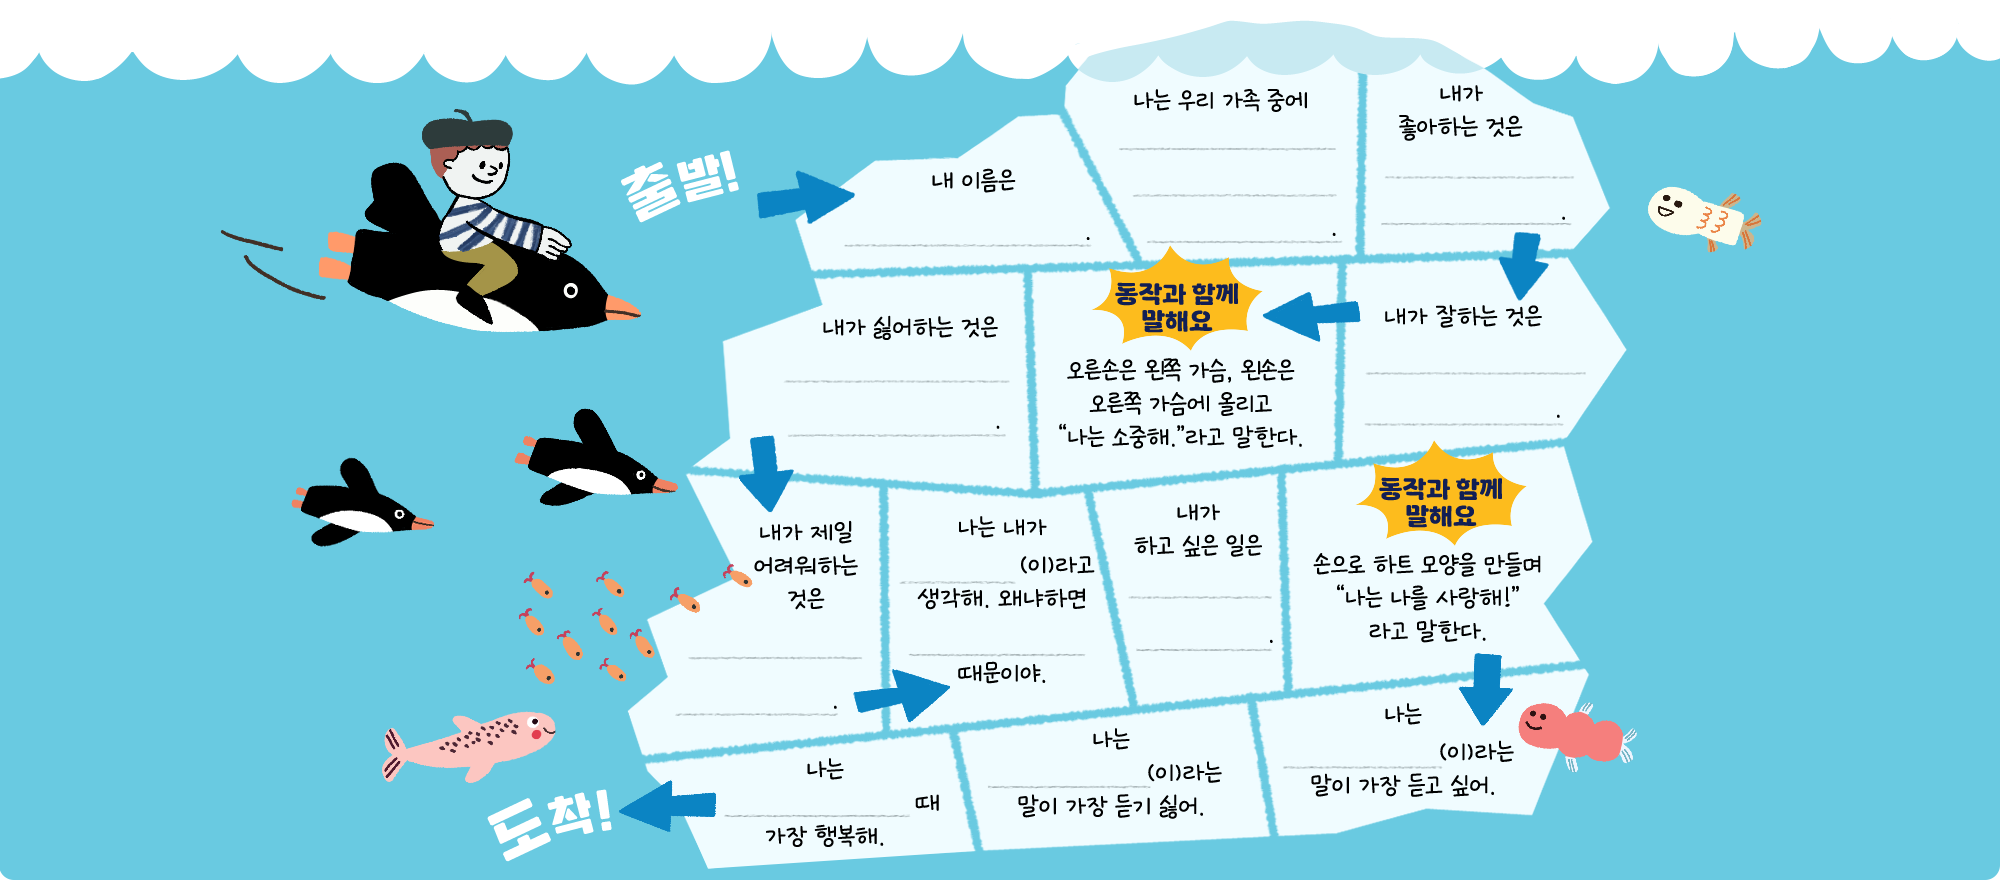 출발!
내 이름은
.
나는 우리 가족 중에
.
내가
좋아하는 것은
.
내가 잘하는 것은
.
동작과 함께
말해요
오른손은 왼쪽 가슴, 왼손은
오른쪽 가슴에 올리고
“나는 소중해.”라고 말한다.
내가 싫어하는 것은
.
내가 제일
어려워하는
것은
.
나는 내가
(이)라고
생각해. 왜냐하면
때문이야.
내가
하고 싶은 일은
.
동작과 함께
말해요
손으로 하트 모양을 만들며
“나는 나를 사랑해!”
라고 말한다.
나는
(이)라는
말이 가장 듣고 싶어.
나는
(이)라는
말이 가장 듣기 싫어.
나는
때
가장 행복해.
도착!